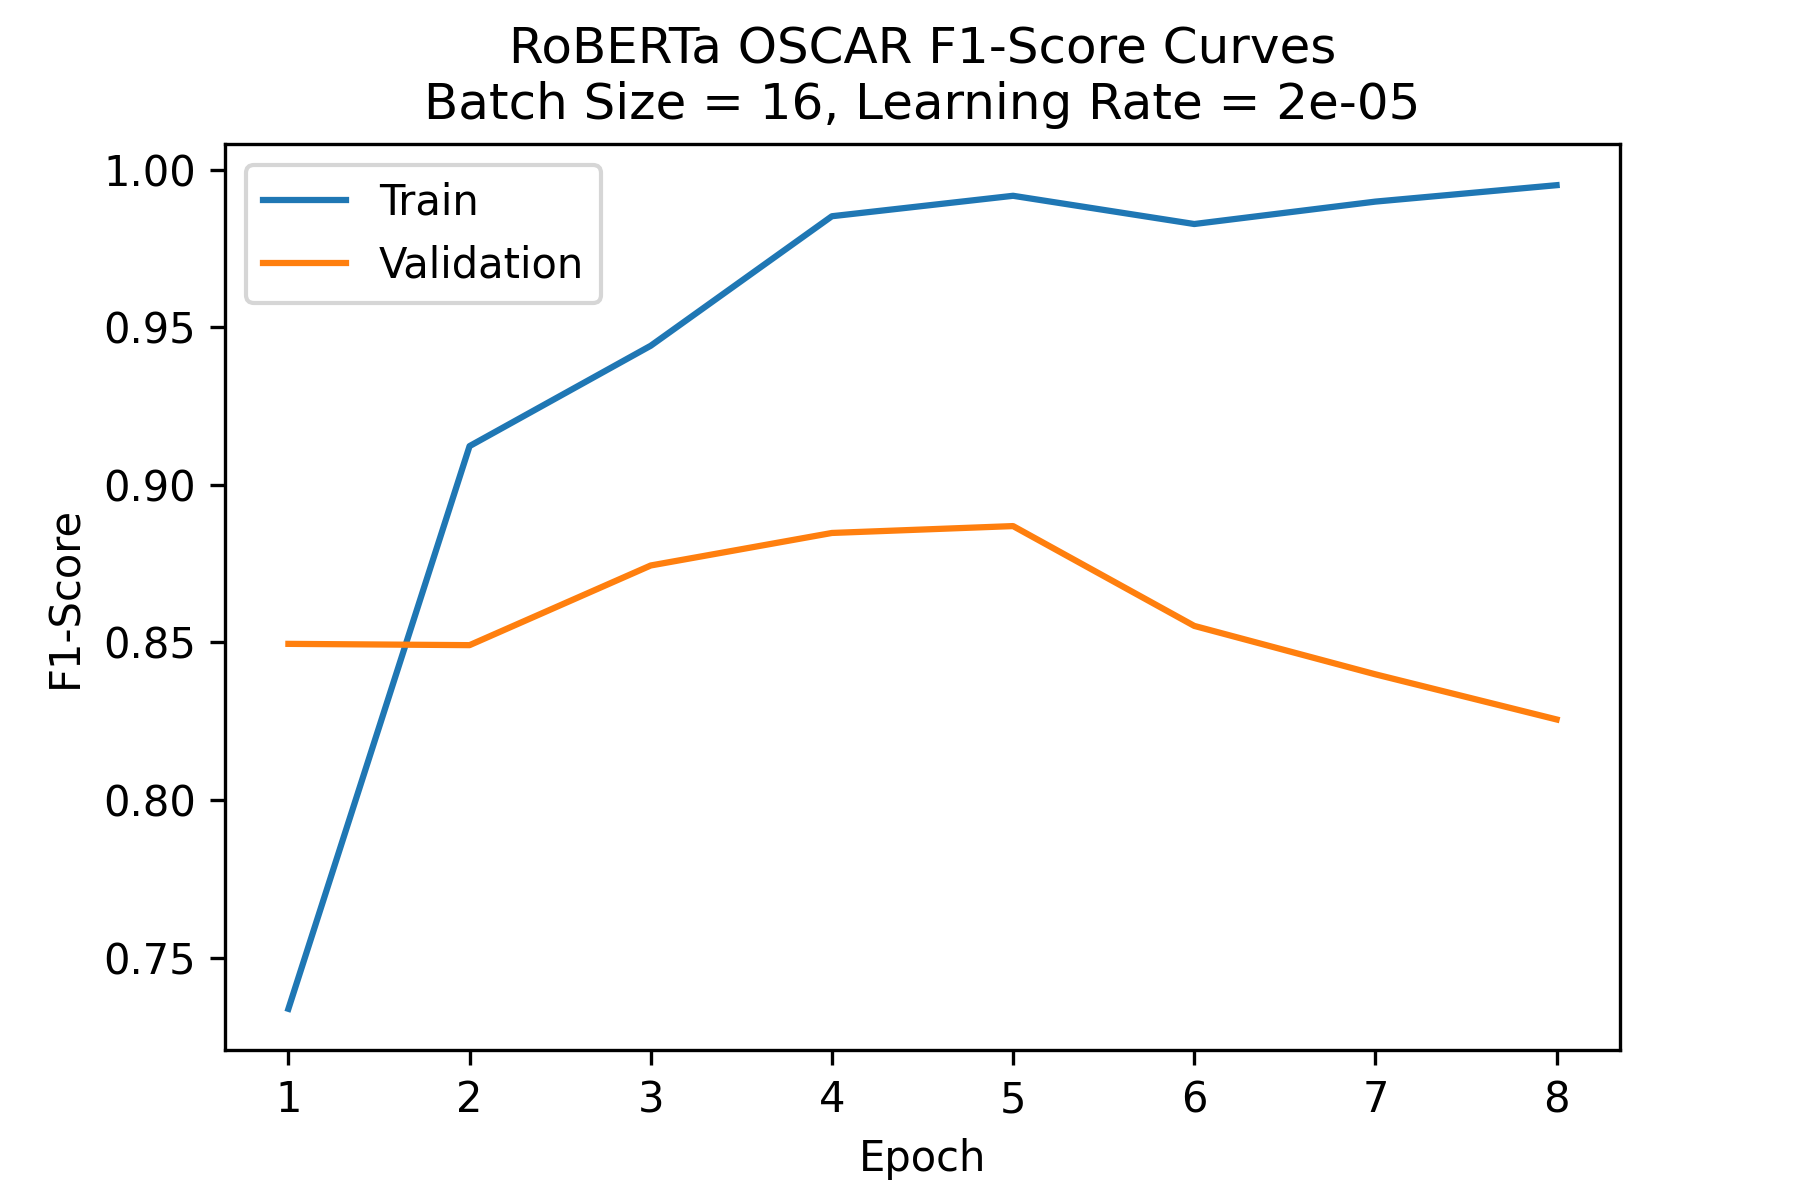 RoBERTa OSCAR F1-Score Curves
Batch Size = 16, Learning Rate = 2e-05
Train
Validation
1.00
0.95
0.90
0.85
0.80
0.75
F1-Score
1 2 3 4 5 6 7 8
Epoch